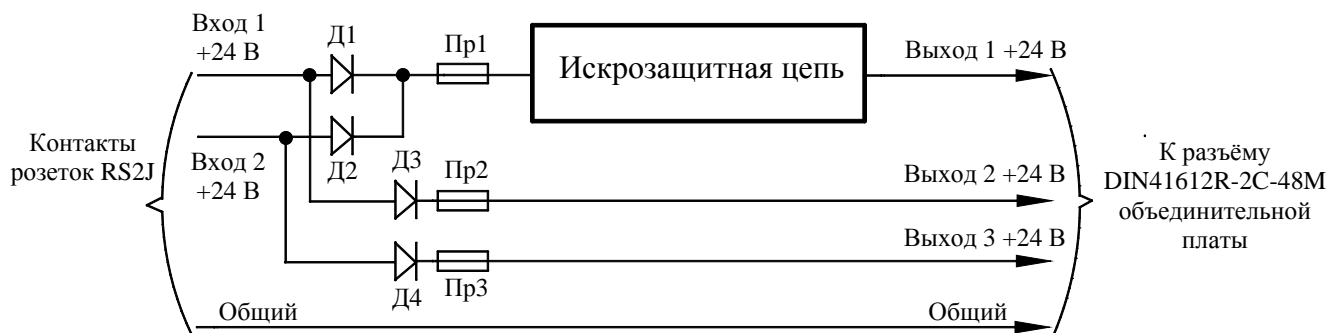 Вход 1
+24 В
Д1
Пр1
Искрозащитная цепь
Выход 1 +24 В
Контакты
розеток RS2J
Вход 2
+24 В
Д2
Д3
Пр2
Выход 2 +24 В
К разъёму
DIN41612R-2C-48M
объединительной
платы
Д4
Пр3
Выход 3 +24 В
Общий
Общий